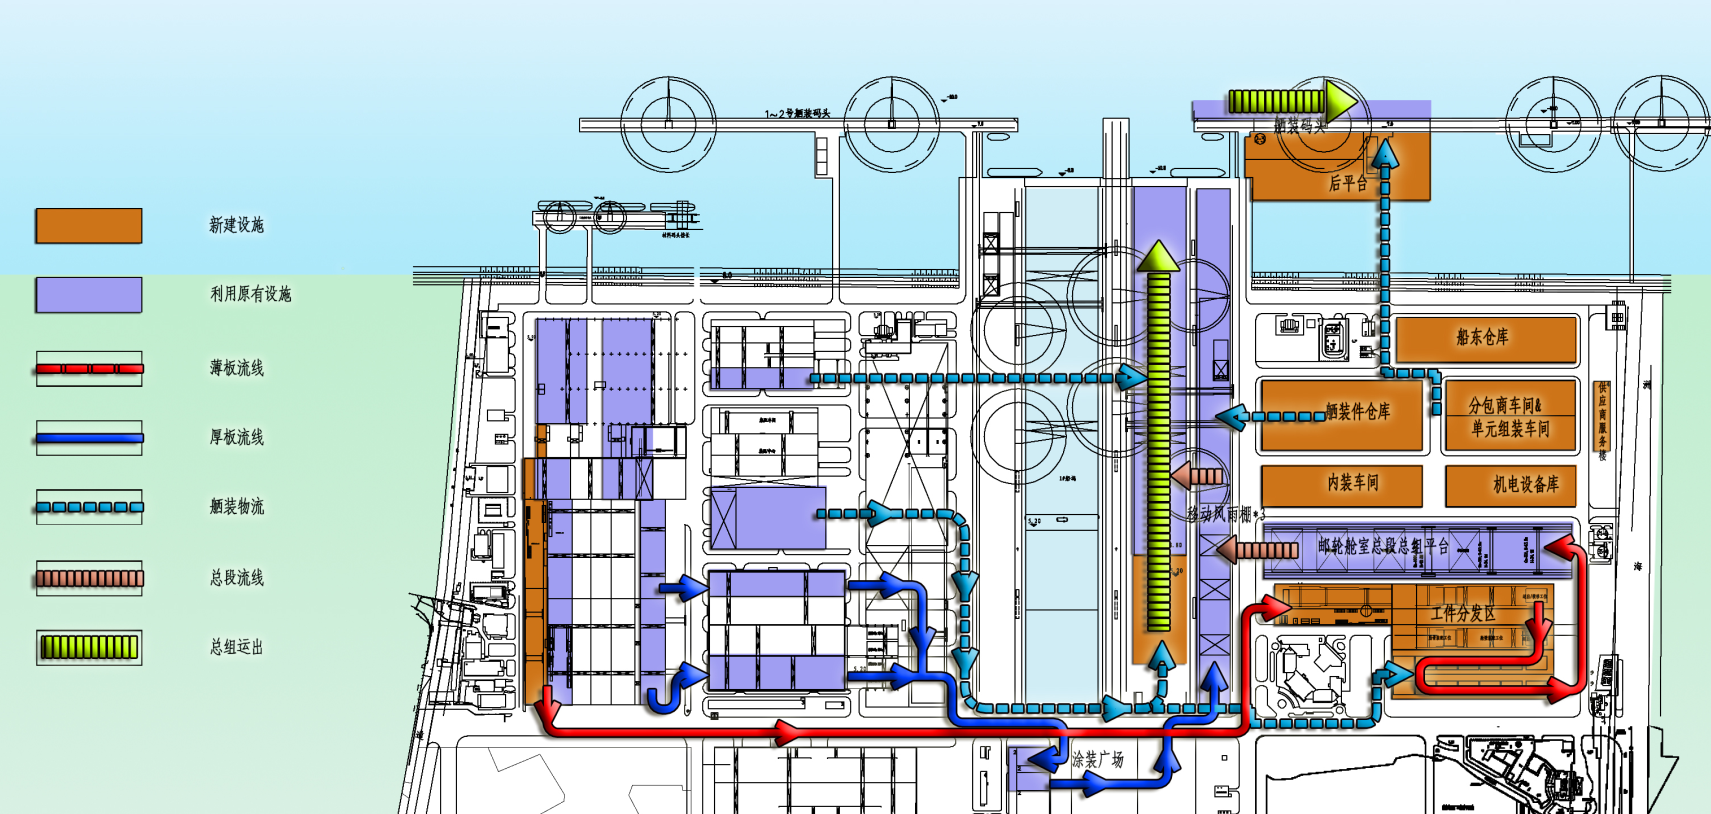 1~2号舾装码头
舾装码头
后平台
新建设施
利用原有设施
薄板流线
厚板流线
舾装物流
总段流线
总组运出
船东仓库
舾装件仓库
分包商车间&
单元组装车间
供应商服务楼
内装车间
机电设备库
移动风雨棚*3
邮轮舱室总段总组平台
工件分发区
涂装广场
洲
海